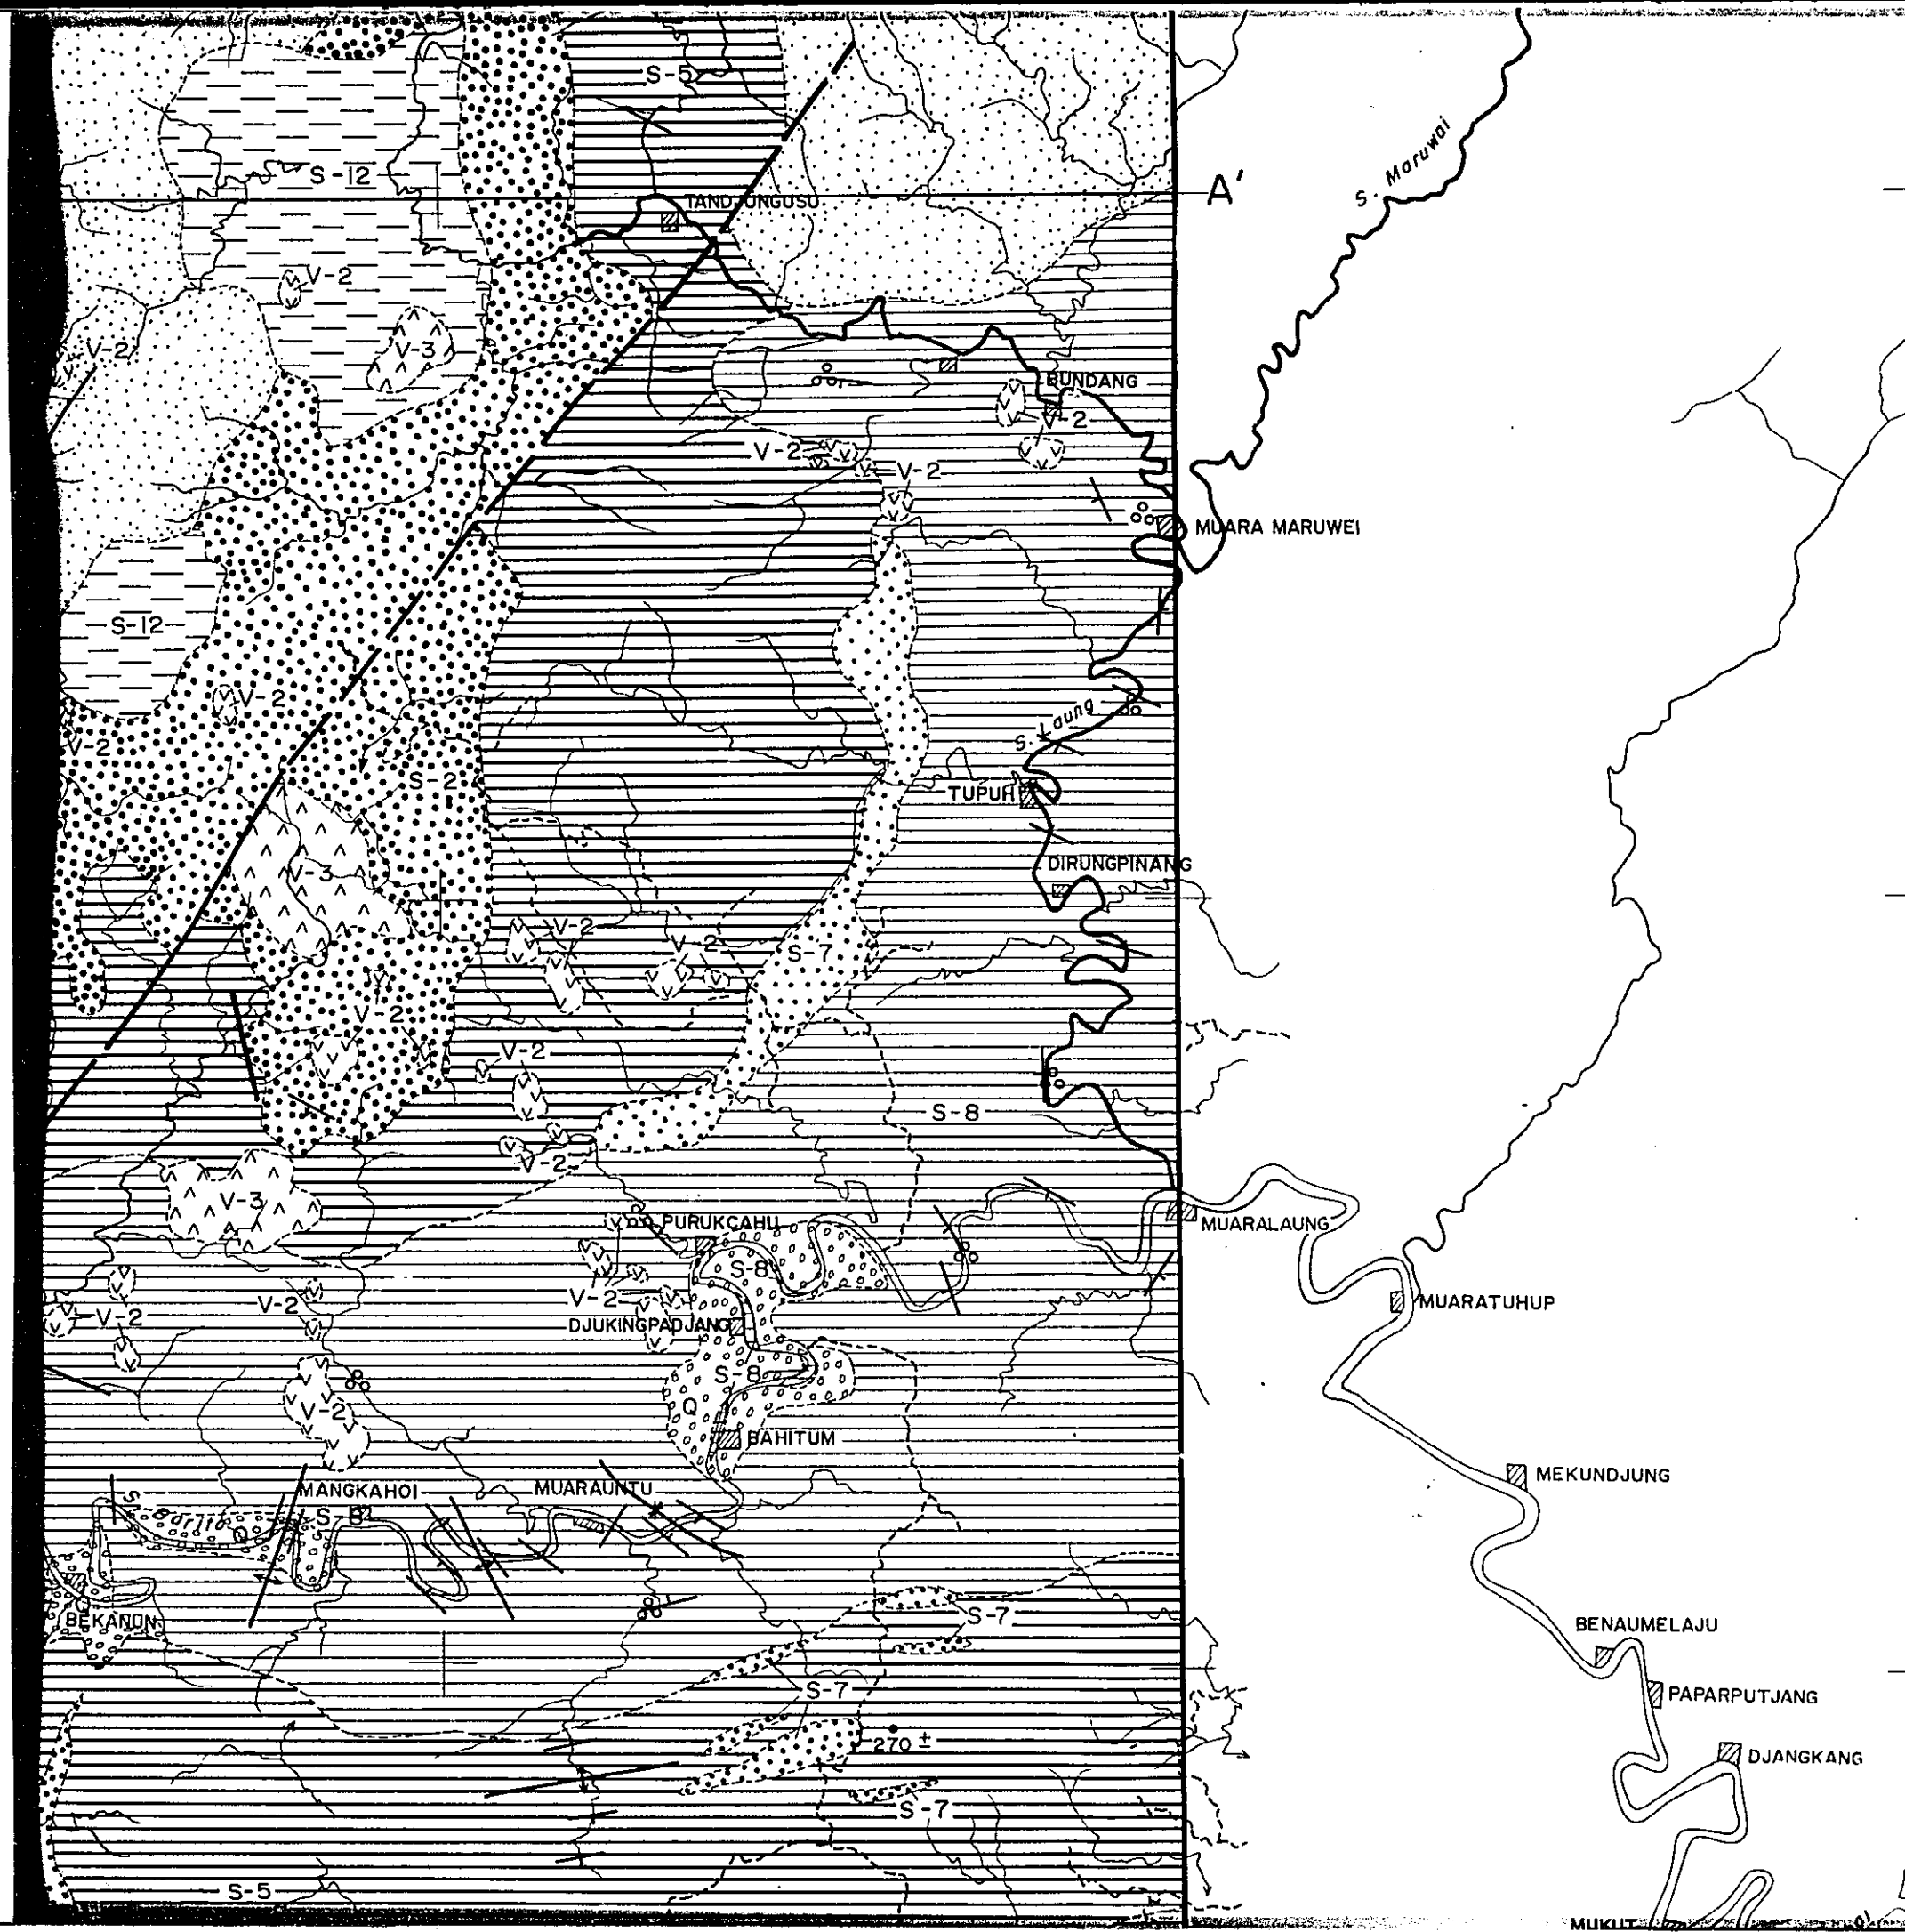 S-5
S. Maruwai
S-12
A'
TANDJUNGUSU
V-2
V-3
V-2
BUNDANG
V-2
V-2
V-2
MUARA MARUWEI
S-12
V-2
S. Laung
V-2
S-2
TUPUH
DIRUNGPINANG
V-3
V-2
V-2
S-7
V-2
V-2
S-8
V-2
V-3
PURUKCAHU
MUARALAUNG
S-8
V-2
V-2
V-2
MUARATUHUP
DJUKINGPADJANG
S-8
Q
V-2
BAHITUM
MEKUNDJUNG
MANGKAHOI
MUARAUNTU
S. Barito
Q
S-8
Q
BEKANON
S-7
BENAUMELAJU
S-7
PAPARPUTJANG
270 ±
DJANGKANG
S-7
S-5
MUKUT